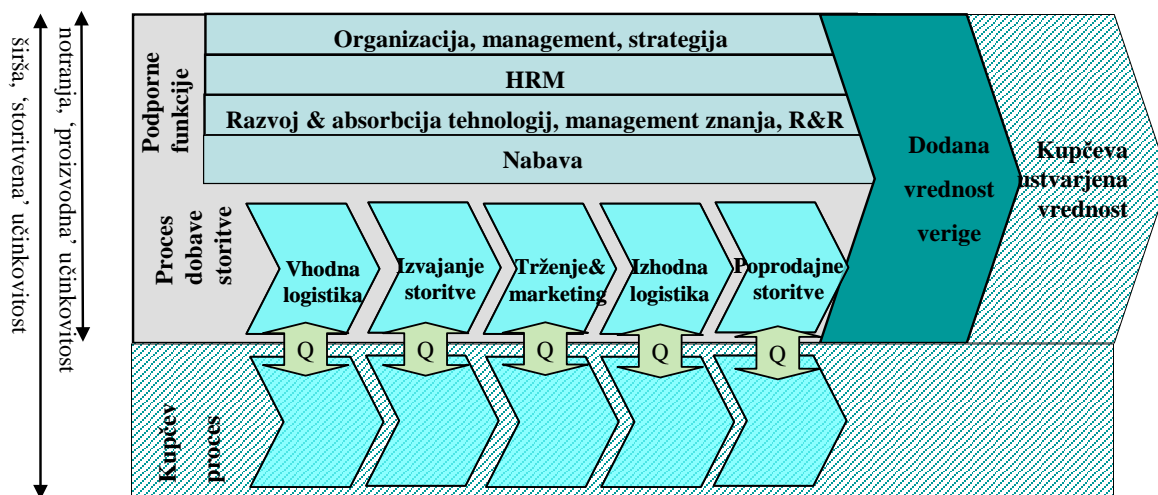 širša, ‘storitvena’ učinkovitost
notranja, ‘proizvodna’ učinkovitost
Podporne
funkcije
Organizacija, management, strategija
HRM
Razvoj & absorbcija tehnologij, management znanja, R&R
Nabava
Dodana
vrednost
verige
Kupčeva
ustvarjena
vrednost
Proces
dobave
storitve
Vhodna
logistika
Izvajanje
storitve
Trženje&
marketing
Izhodna
logistika
Poprodajne
storitve
Q
Q
Q
Q
Q
Kupčev
proces